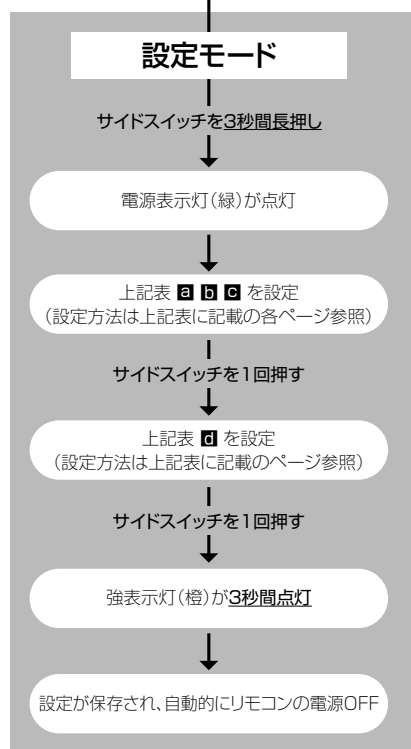 設定モード
サイドスイッチを3秒間長押し
電源表示灯（緑）が点灯
上記表 a b c を設定
（設定方法は上記表に記載の各ページ参照）
サイドスイッチを1回押す
上記表 d を設定
（設定方法は上記表に記載のページ参照）
サイドスイッチを1回押す
強表示灯（橙）が3秒間点灯
設定が保存され、自動的にリモコンの電源OFF